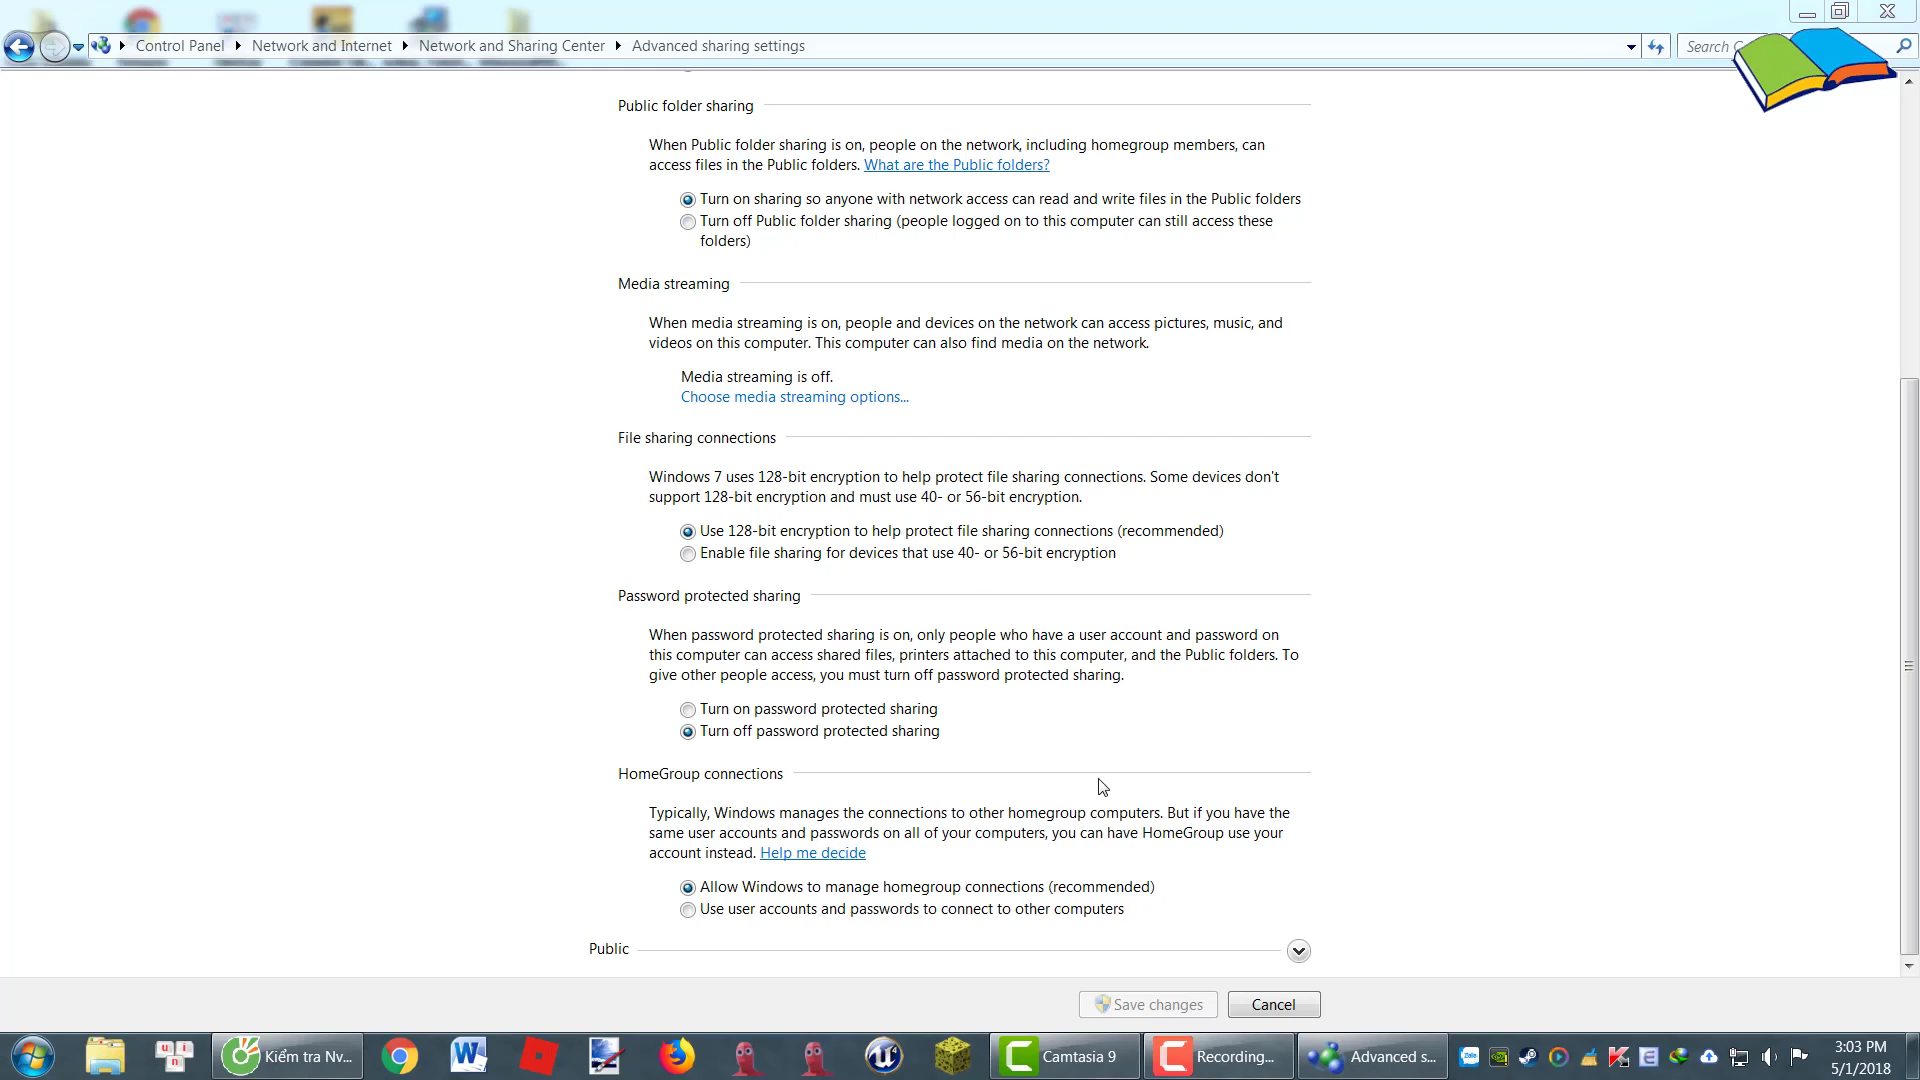 Control Panel
Network and Internet
Network and Sharing Center
Advanced sharing settings
Search
Public folder sharing
When Public folder sharing is on, people on the network, including homegroup members, can
access files in the Public folders. What are the Public folders?
Turn on sharing so anyone with network access can read and write files in the Public folders
Turn off Public folder sharing (people logged on to this computer can still access these
folders)
Media streaming
When media streaming is on, people and devices on the network can access pictures, music, and
videos on this computer. This computer can also find media on the network.
Media streaming is off.
Choose media streaming options...
File sharing connections
Windows 7 uses 128-bit encryption to help protect file sharing connections. Some devices don't
support 128-bit encryption and must use 40- or 56-bit encryption.
Use 128-bit encryption to help protect file sharing connections (recommended)
Enable file sharing for devices that use 40- or 56-bit encryption
Password protected sharing
When password protected sharing is on, only people who have a user account and password on
this computer can access shared files, printers attached to this computer, and the Public folders. To
give other people access, you must turn off password protected sharing.
Turn on password protected sharing
Turn off password protected sharing
HomeGroup connections
Typically, Windows manages the connections to other homegroup computers. But if you have the
same user accounts and passwords on all of your computers, you can have HomeGroup use your
account instead. Help me decide
Allow Windows to manage homegroup connections (recommended)
Use user accounts and passwords to connect to other computers
Public
Save changes
Cancel
Kiểm tra Nv...
Camtasia 9
Recording...
Advanced s...
3:03 PM
5/1/2018